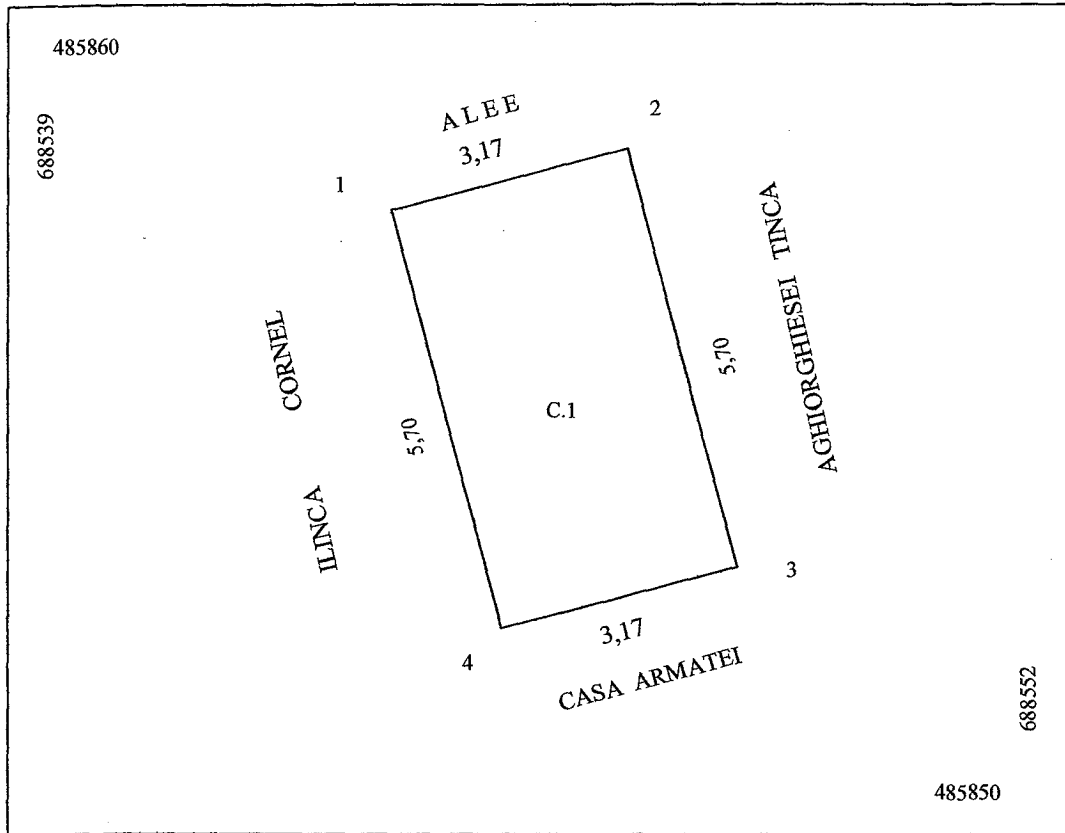 485860
688539
ALEE
3,17
1
2
CORNEL
ILINCA
5,70
C.1
5,70
AGHIORGHIESEI TINCA
3
4
3,17
CASA ARMATEI
688552
485850